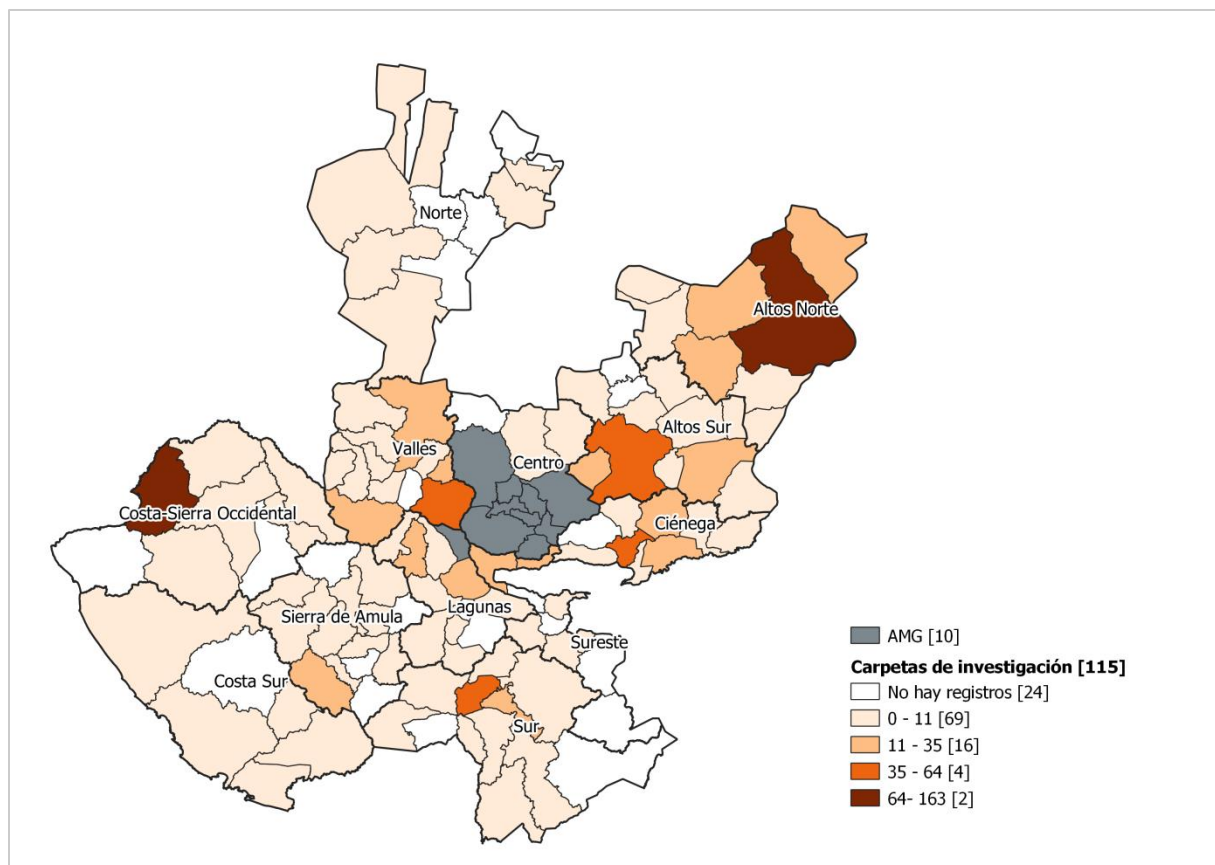 Norte
Altos Norte
Altos Sur
Valles
Centro
Costa-Sierra Occidental
Ciénega
Sierra de Amula
Lagunas
Sureste
Costa Sur
Sur
AMG [10]
Carpetas de investigación [115]
No hay registros [24]
0 - 11 [69]
11 - 35 [16]
35 - 64 [4]
64- 163 [2]